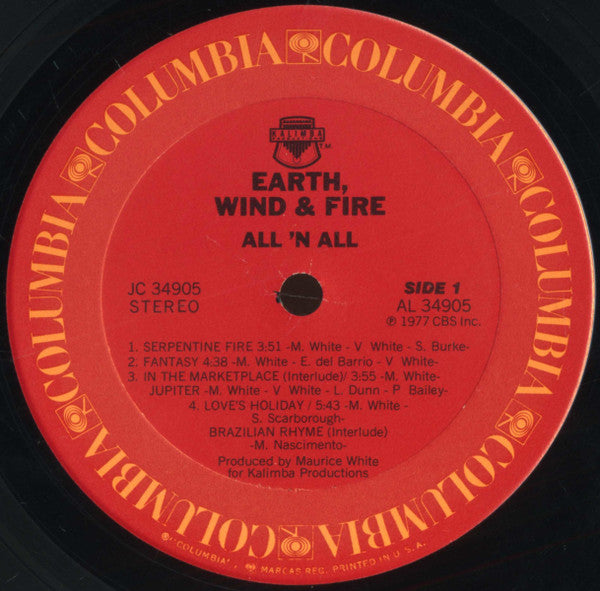 COLUMBIA COLUMBIA COLUMBIA COLUMBIA COLUMBIA COLUMBIA
KALIMBA
TM
EARTH,
WIND & FIRE
ALL 'N ALL
JC 34905
STEREO
SIDE 1
AL 34905
℗ 1977 CBS Inc.
1. SERPENTINE FIRE 3:51 -M. White - V White - S. Burke-
2. FANTASY 4:38 -M. White - E. del Barrio - V White-
3. IN THE MARKETPLACE (Interlude)/ 3:55 -M. White-
JUPITER -M. White - V White - L. Dunn - P Bailey-
4. LOVE'S HOLIDAY / 5:43 -M. White -
S. Scarborough-
BRAZILIAN RHYME (Interlude)
-M. Nascimento-
Produced by Maurice White
for Kalimba Productions
"COLUMBIA", MARCAS REG. PRINTED IN U.S.A.